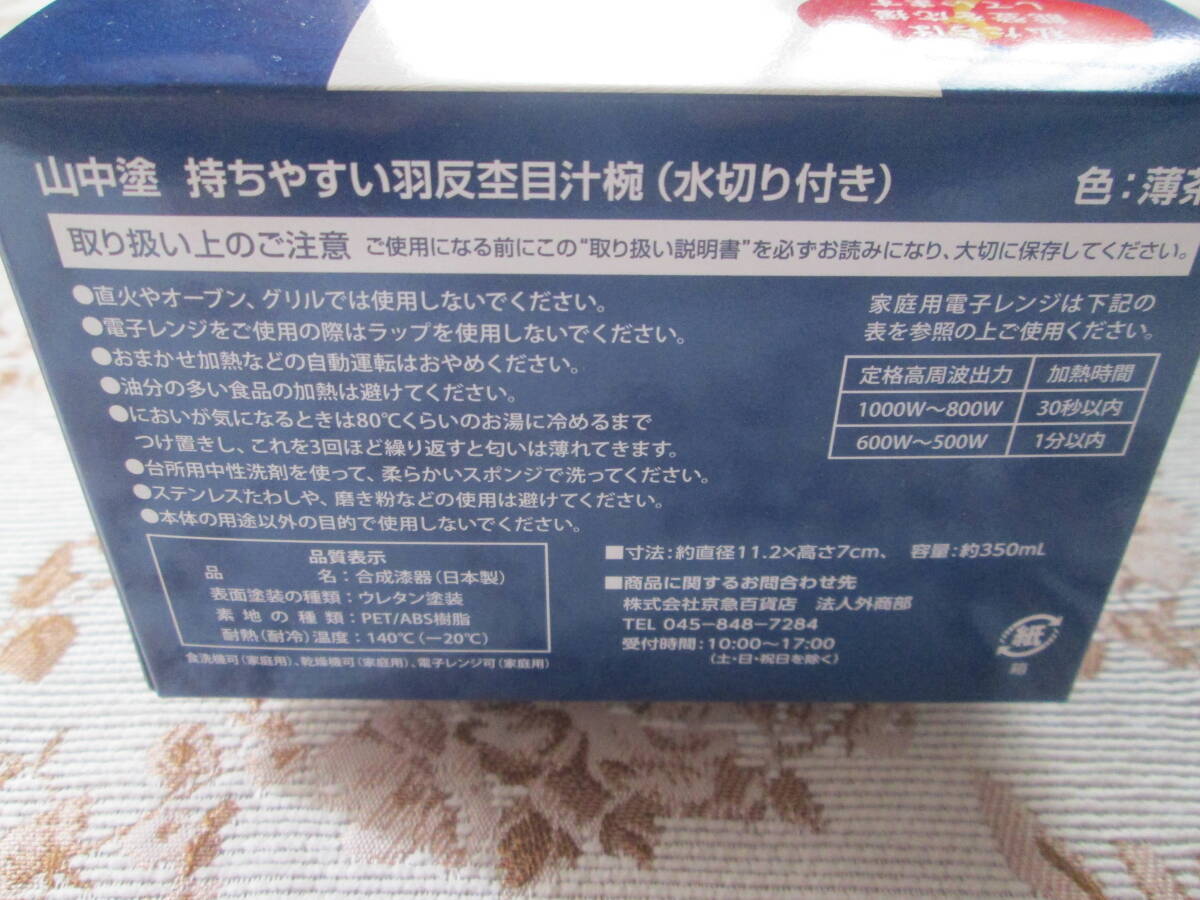 私たちは
能登を応援
しています
山中塗 持ちやすい羽反杢目汁椀(水切り付き)
色:薄茶
取り扱い上のご注意 ご使用になる前にこの“取り扱い説明書”を必ずお読みになり、大切に保存してください。
●直火やオーブン、グリルでは使用しないでください。
●電子レンジをご使用の際はラップを使用しないでください。
●おまかせ加熱などの自動運転はおやめください。
●油分の多い食品の加熱は避けてください。
●においが気になるときは80℃くらいのお湯に冷めるまで
つけ置きし、これを3回ほど繰り返すと匂いは薄れてきます。
●台所用中性洗剤を使って、柔らかいスポンジで洗ってください。
●ステンレスたわしや、磨き粉などの使用は避けてください。
●本体の用途以外の目的で使用しないでください。
家庭用電子レンジは下記の
表を参照の上ご使用ください。
定格高周波出力 加熱時間
1000W〜800W 30秒以内
600W〜500W 1分以内
品質表示
品 名:合成漆器(日本製)
表面塗装の種類:ウレタン塗装
素地の種類:PET/ABS樹脂
耐熱(耐冷)温度:140℃(−20℃)
食洗機可(家庭用)、乾燥機可(家庭用)、電子レンジ可(家庭用)
■寸法:約直径11.2×高さ7cm、 容量:約350mL
■商品に関するお問合わせ先
株式会社京急百貨店 法人外商部
TEL 045-848-7284
受付時間:10:00〜17:00
(土・日・祝日を除く)
紙
箱